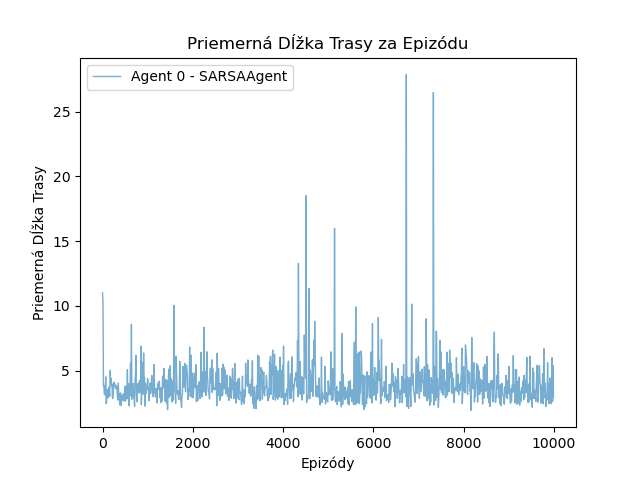 Priemerná Dĺžka Trasy za Epizódu
Agent 0 - SARSAAgent
Priemerná Dĺžka Trasy
25
20
15
10
5
0
2000
4000
6000
8000
10000
Epizódy